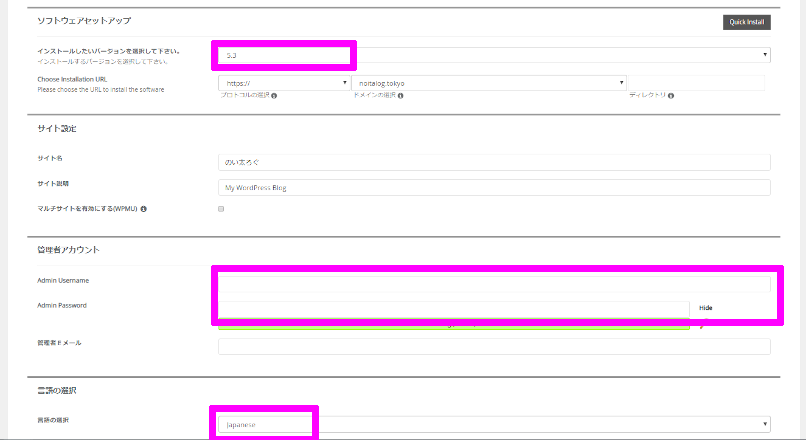 ソフトウェアセットアップ
Quick Install
インストールしたいバージョンを選択して下さい。
インストールするバージョンを選択して下さい。
5.3
Choose Installation URL
Please choose the URL to install the software
https://
noitalog.tokyo
プロトコルの選択
ドメインの選択
ディレクトリ
サイト設定
サイト名
のい太ろぐ
サイト説明
My WordPress Blog
マルチサイトを有効にする(WPMU)
管理者アカウント
Admin Username
Admin Password
Hide
管理者Eメール
言語の選択
言語の選択
Japanese